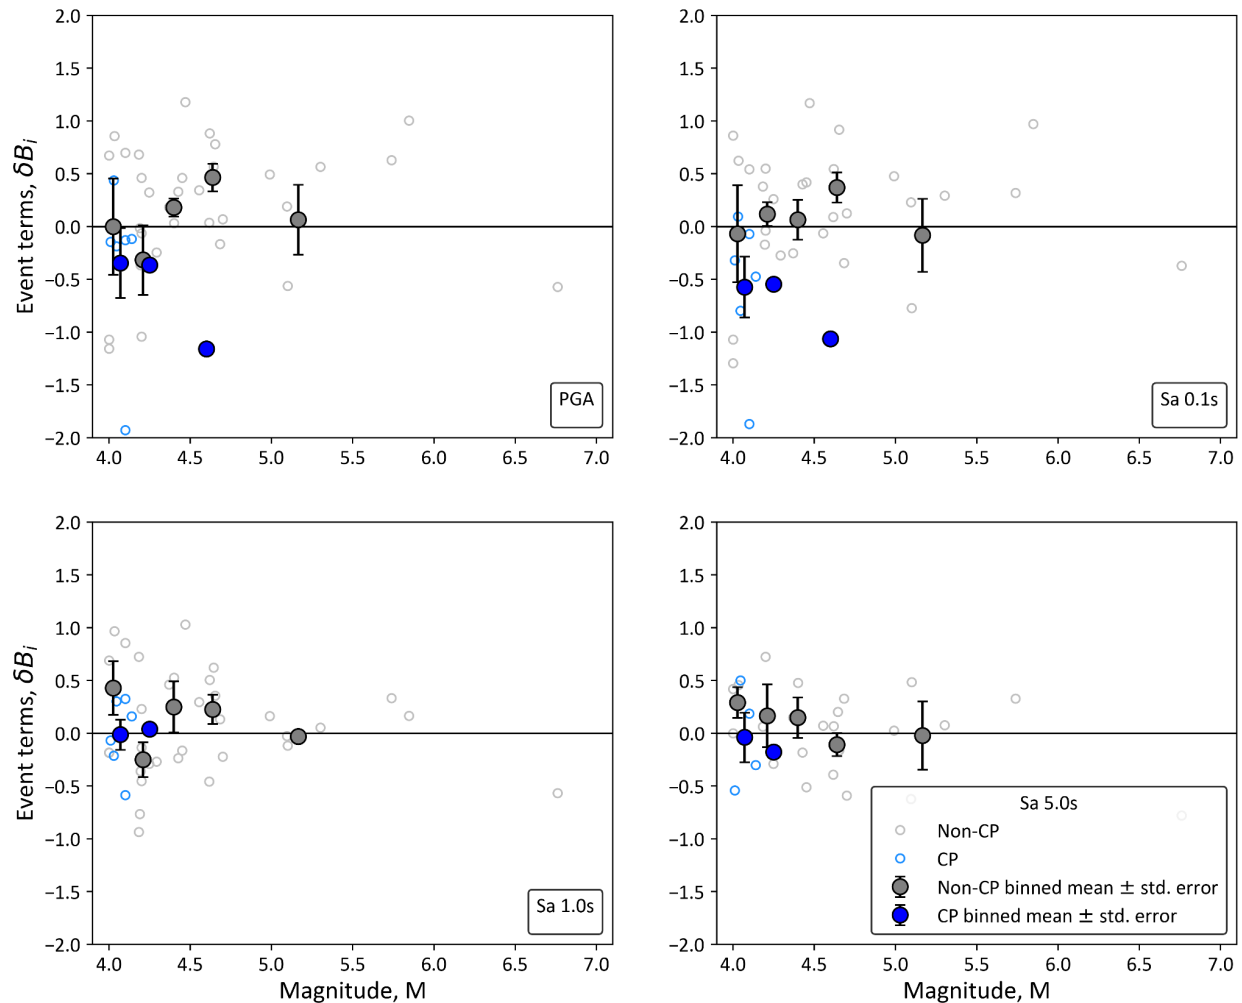 2.0
1.5
1.0
0.5
0.0
−0.5
−1.0
−1.5
−2.0
Event terms, δBᵢ
4.0 4.5 5.0 5.5 6.0 6.5 7.0
PGA
2.0
1.5
1.0
0.5
0.0
−0.5
−1.0
−1.5
−2.0
4.0 4.5 5.0 5.5 6.0 6.5 7.0
Sa 0.1s
2.0
1.5
1.0
0.5
0.0
−0.5
−1.0
−1.5
−2.0
Event terms, δBᵢ
4.0 4.5 5.0 5.5 6.0 6.5 7.0
Magnitude, M
Sa 1.0s
2.0
1.5
1.0
0.5
0.0
−0.5
−1.0
−1.5
−2.0
4.0 4.5 5.0 5.5 6.0 6.5 7.0
Magnitude, M
Sa 5.0s
Non-CP
CP
Non-CP binned mean ± std. error
CP binned mean ± std. error